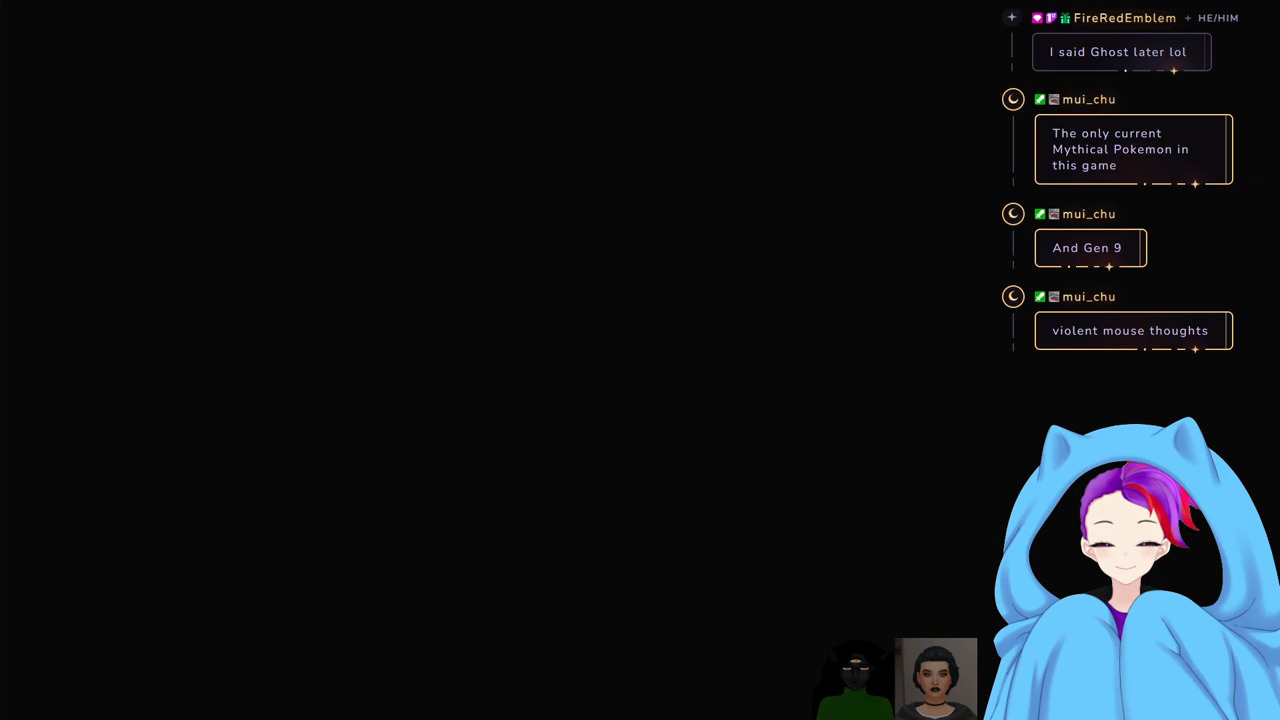 FireRedEmblem + HE/HIM
I said Ghost later lol
mui_chu
The only current
Mythical Pokemon in
this game
mui_chu
And Gen 9
mui_chu
violent mouse thoughts